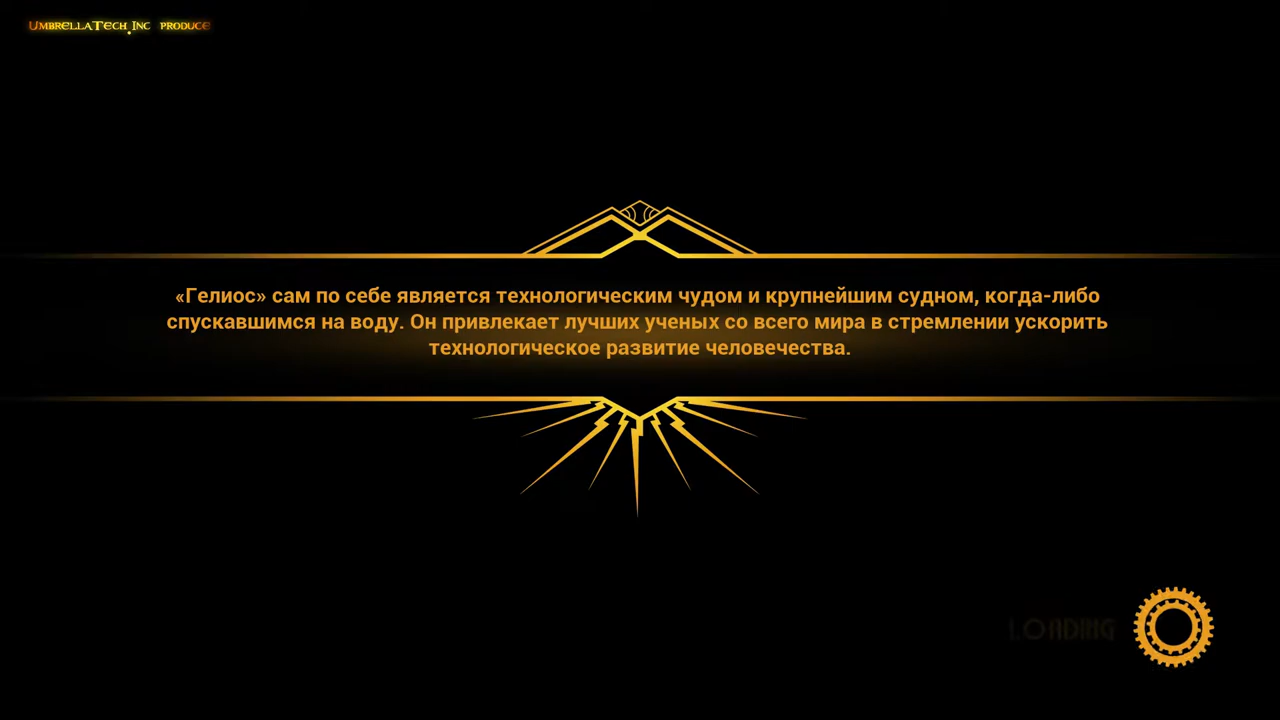 UmbrellaTech.Inc produce
«Гелиос» сам по себе является технологическим чудом и крупнейшим судном, когда-либо
спускавшимся на воду. Он привлекает лучших ученых со всего мира в стремлении ускорить
технологическое развитие человечества.
LOADING